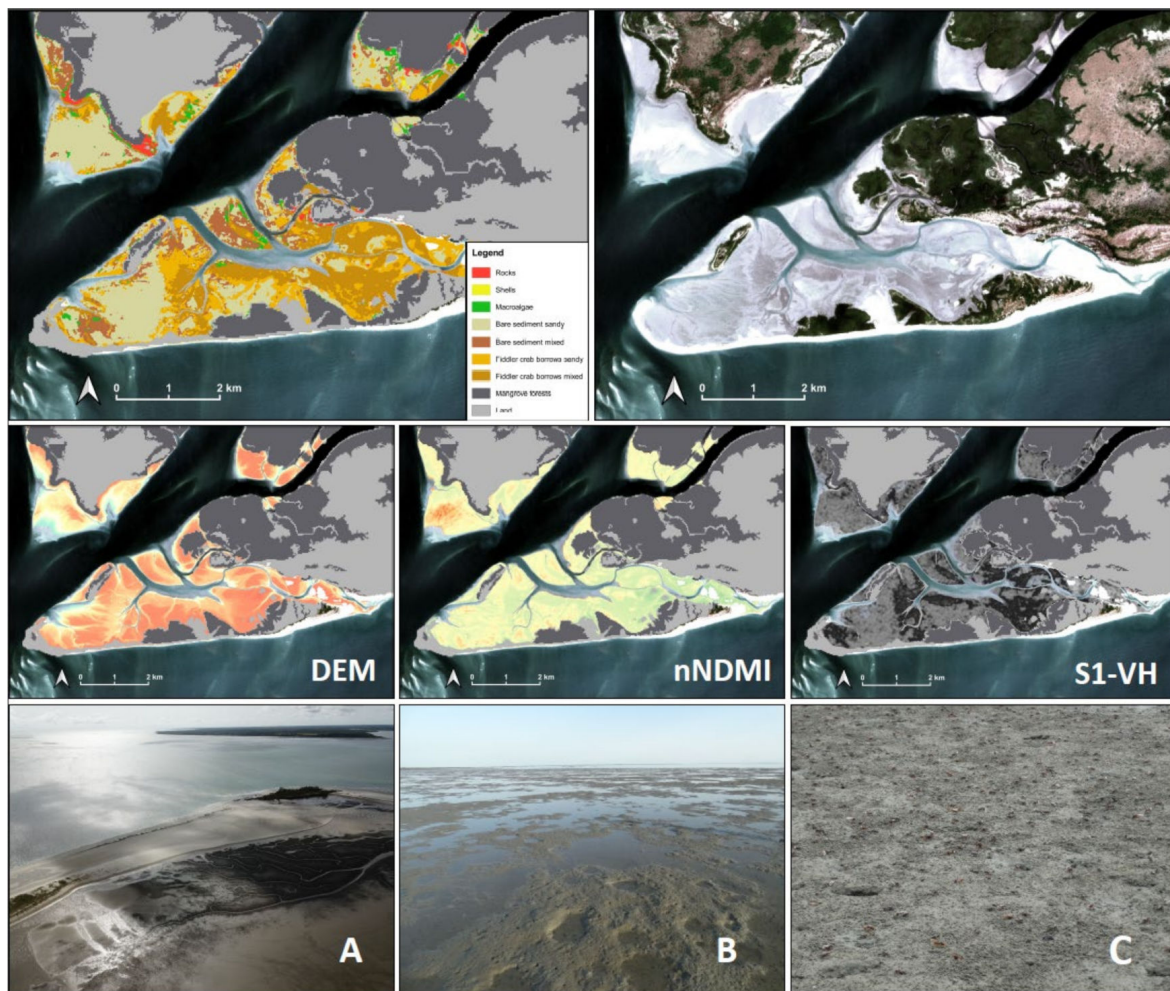 Legend
Rocks
Shells
Macroalgae
Bare sediment sandy
Bare sediment mixed
Fiddler crab borrows sandy
Fiddler crab borrows mixed
Mangrove forests
Land
0 1 2 km
0 1 2 km
0 1 2 km
DEM
0 1 2 km
nNDMI
0 1 2 km
S1-VH
A
B
C